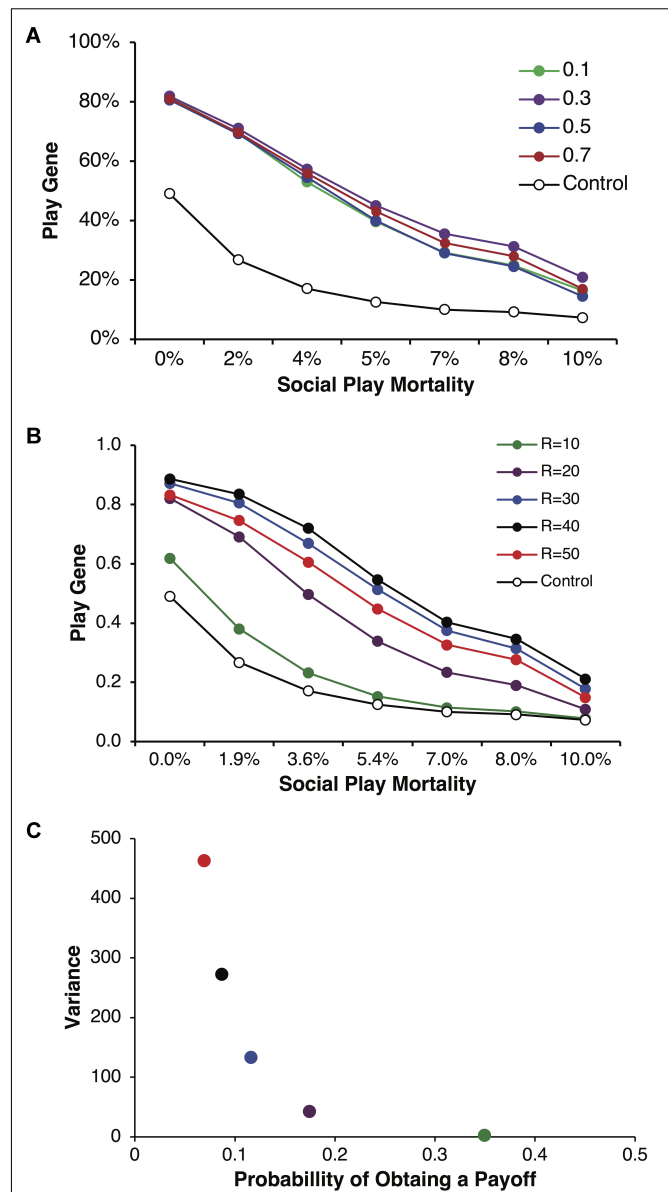 A
100%
80%
60%
40%
20%
0%
Play Gene
0.1
0.3
0.5
0.7
Control
0% 2% 4% 5% 7% 8% 10%
Social Play Mortality
B
1.0
0.8
0.6
0.4
0.2
0.0
Play Gene
R=10
R=20
R=30
R=40
R=50
Control
0.0% 1.9% 3.6% 5.4% 7.0% 8.0% 10.0%
Social Play Mortality
C
500
400
300
200
100
0
Variance
0 0.1 0.2 0.3 0.4 0.5
Probabillity of Obtaing a Payoff